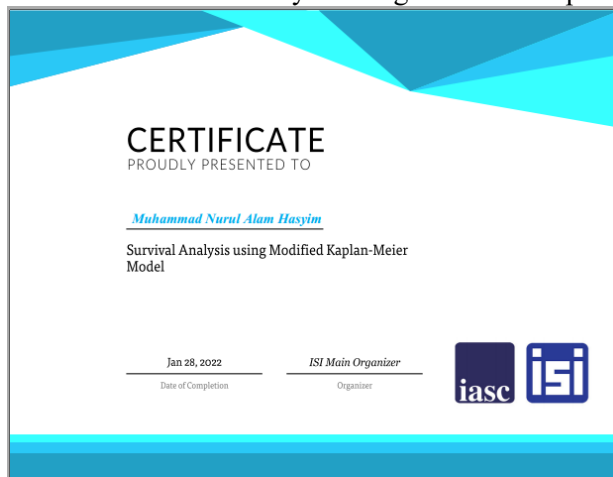 CERTIFICATE
PROUDLY PRESENTED TO
Muhammad Nurul Alam Hasyim
Survival Analysis using Modified Kaplan-Meier
Model
Jan 28, 2022 ISI Main Organizer
Date of Completion Organizer
iasc isi